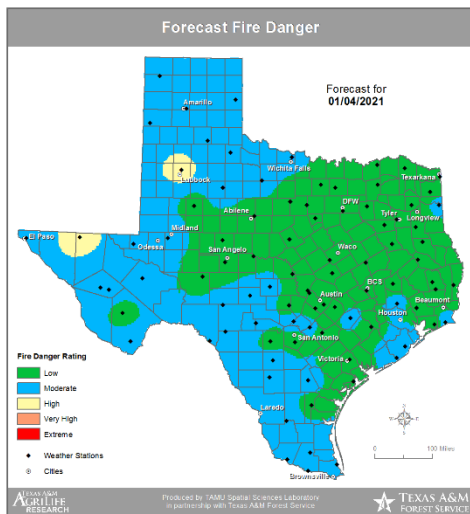 Forecast Fire Danger
Forecast for
01/04/2021
Amarillo
Lubbock
Wichita Falls
Texarkana
DFW
Tyler
Longview
Abilene
Midland
Odessa
El Paso
San Angelo
Waco
Austin
BCS
Beaumont
Houston
San Antonio
Victoria
Laredo
Brownsville
Fire Danger Rating
Low
Moderate
High
Very High
Extreme
Weather Stations
Cities
0 100 Miles
TEXAS A&M
AGRILIFE
RESEARCH
Produced by TAMU Spatial Sciences Laboratory
in partnership with Texas A&M Forest Service
TEXAS A&M
FOREST SERVICE